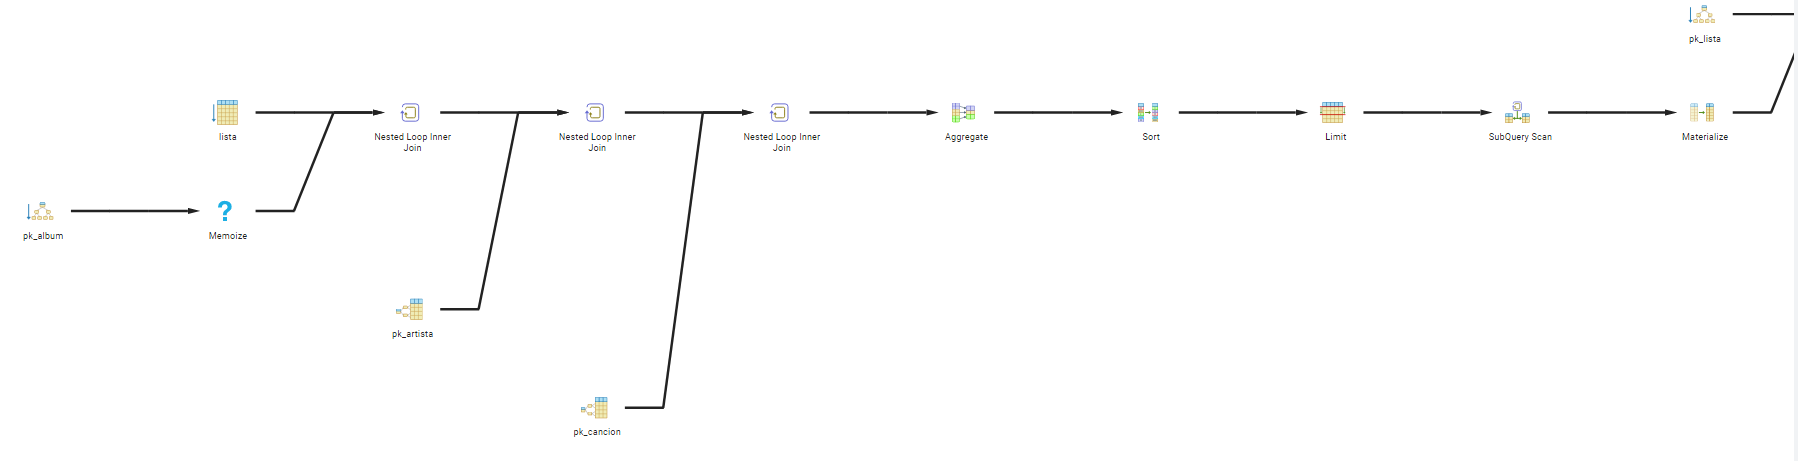 pk_lista
lista
Nested Loop Inner
Join
Nested Loop Inner
Join
Nested Loop Inner
Join
Aggregate
Sort
Limit
SubQuery Scan
Materialize
?
pk_album
Memoize
pk_artista
pk_cancion